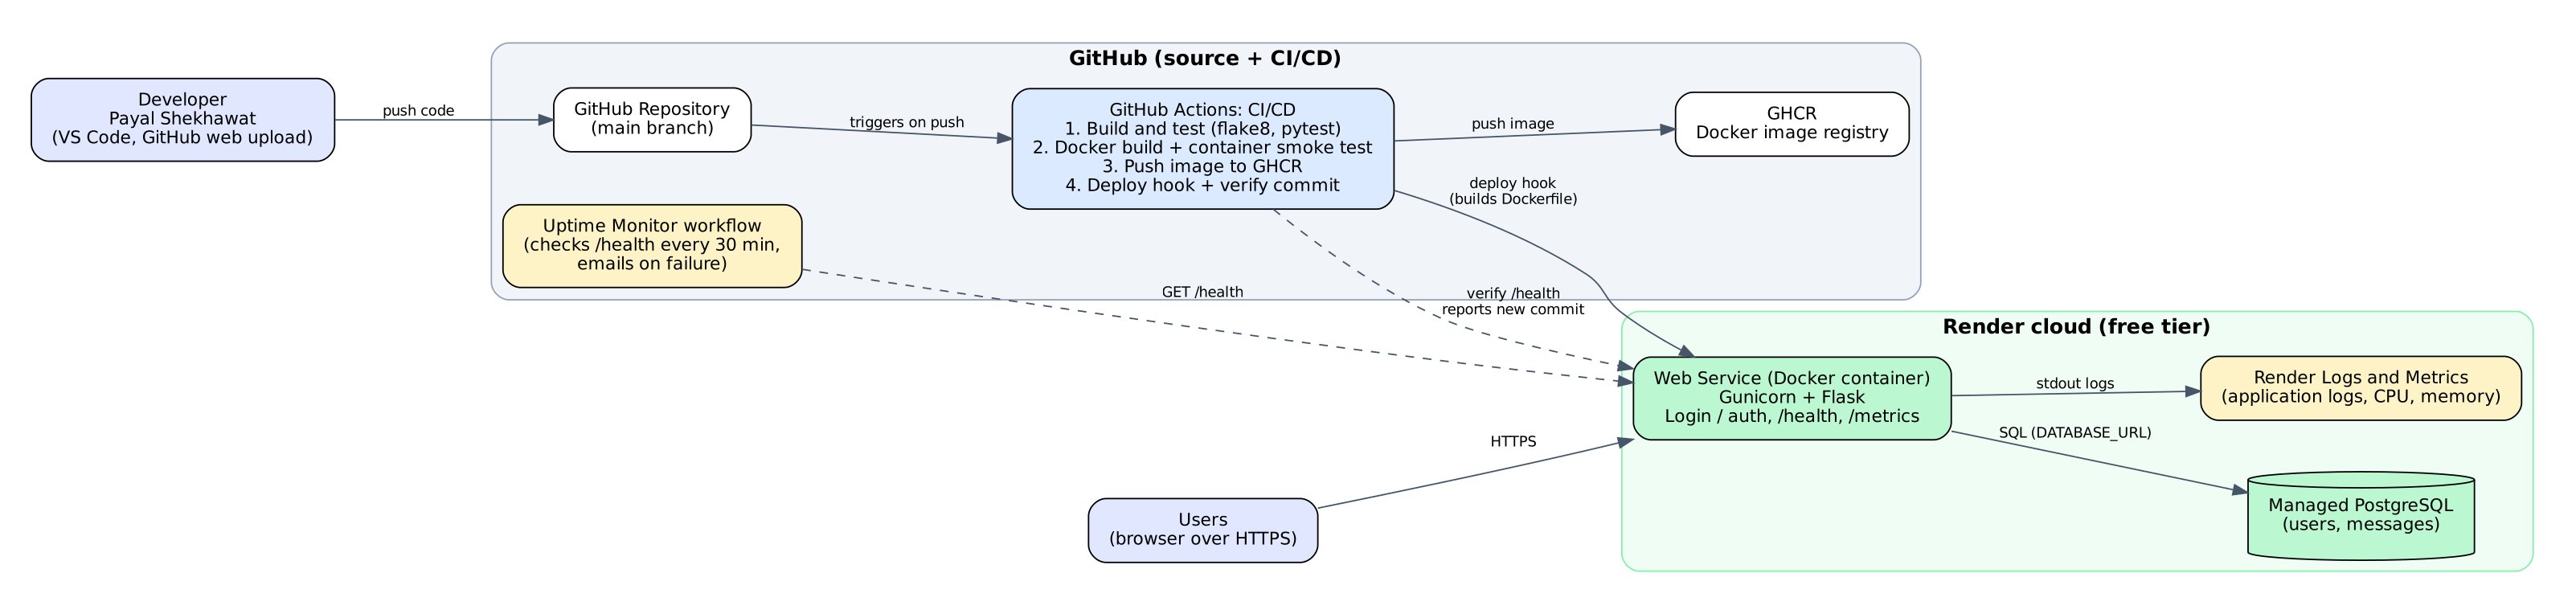 GitHub (source + CI/CD)
Developer
Payal Shekhawat
(VS Code, GitHub web upload)
push code
GitHub Repository
(main branch)
triggers on push
GitHub Actions: CI/CD
1. Build and test (flake8, pytest)
2. Docker build + container smoke test
3. Push image to GHCR
4. Deploy hook + verify commit
push image
GHCR
Docker image registry
deploy hook
(builds Dockerfile)
Uptime Monitor workflow
(checks /health every 30 min,
emails on failure)
GET /health
verify /health
reports new commit
Render cloud (free tier)
Web Service (Docker container)
Gunicorn + Flask
Login / auth, /health, /metrics
stdout logs
Render Logs and Metrics
(application logs, CPU, memory)
SQL (DATABASE_URL)
Managed PostgreSQL
(users, messages)
HTTPS
Users
(browser over HTTPS)